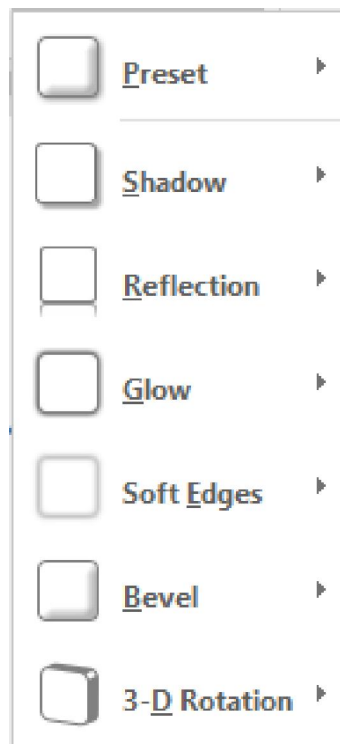 Preset
Shadow
Reflection
Glow
Soft Edges
Bevel
3-D Rotation